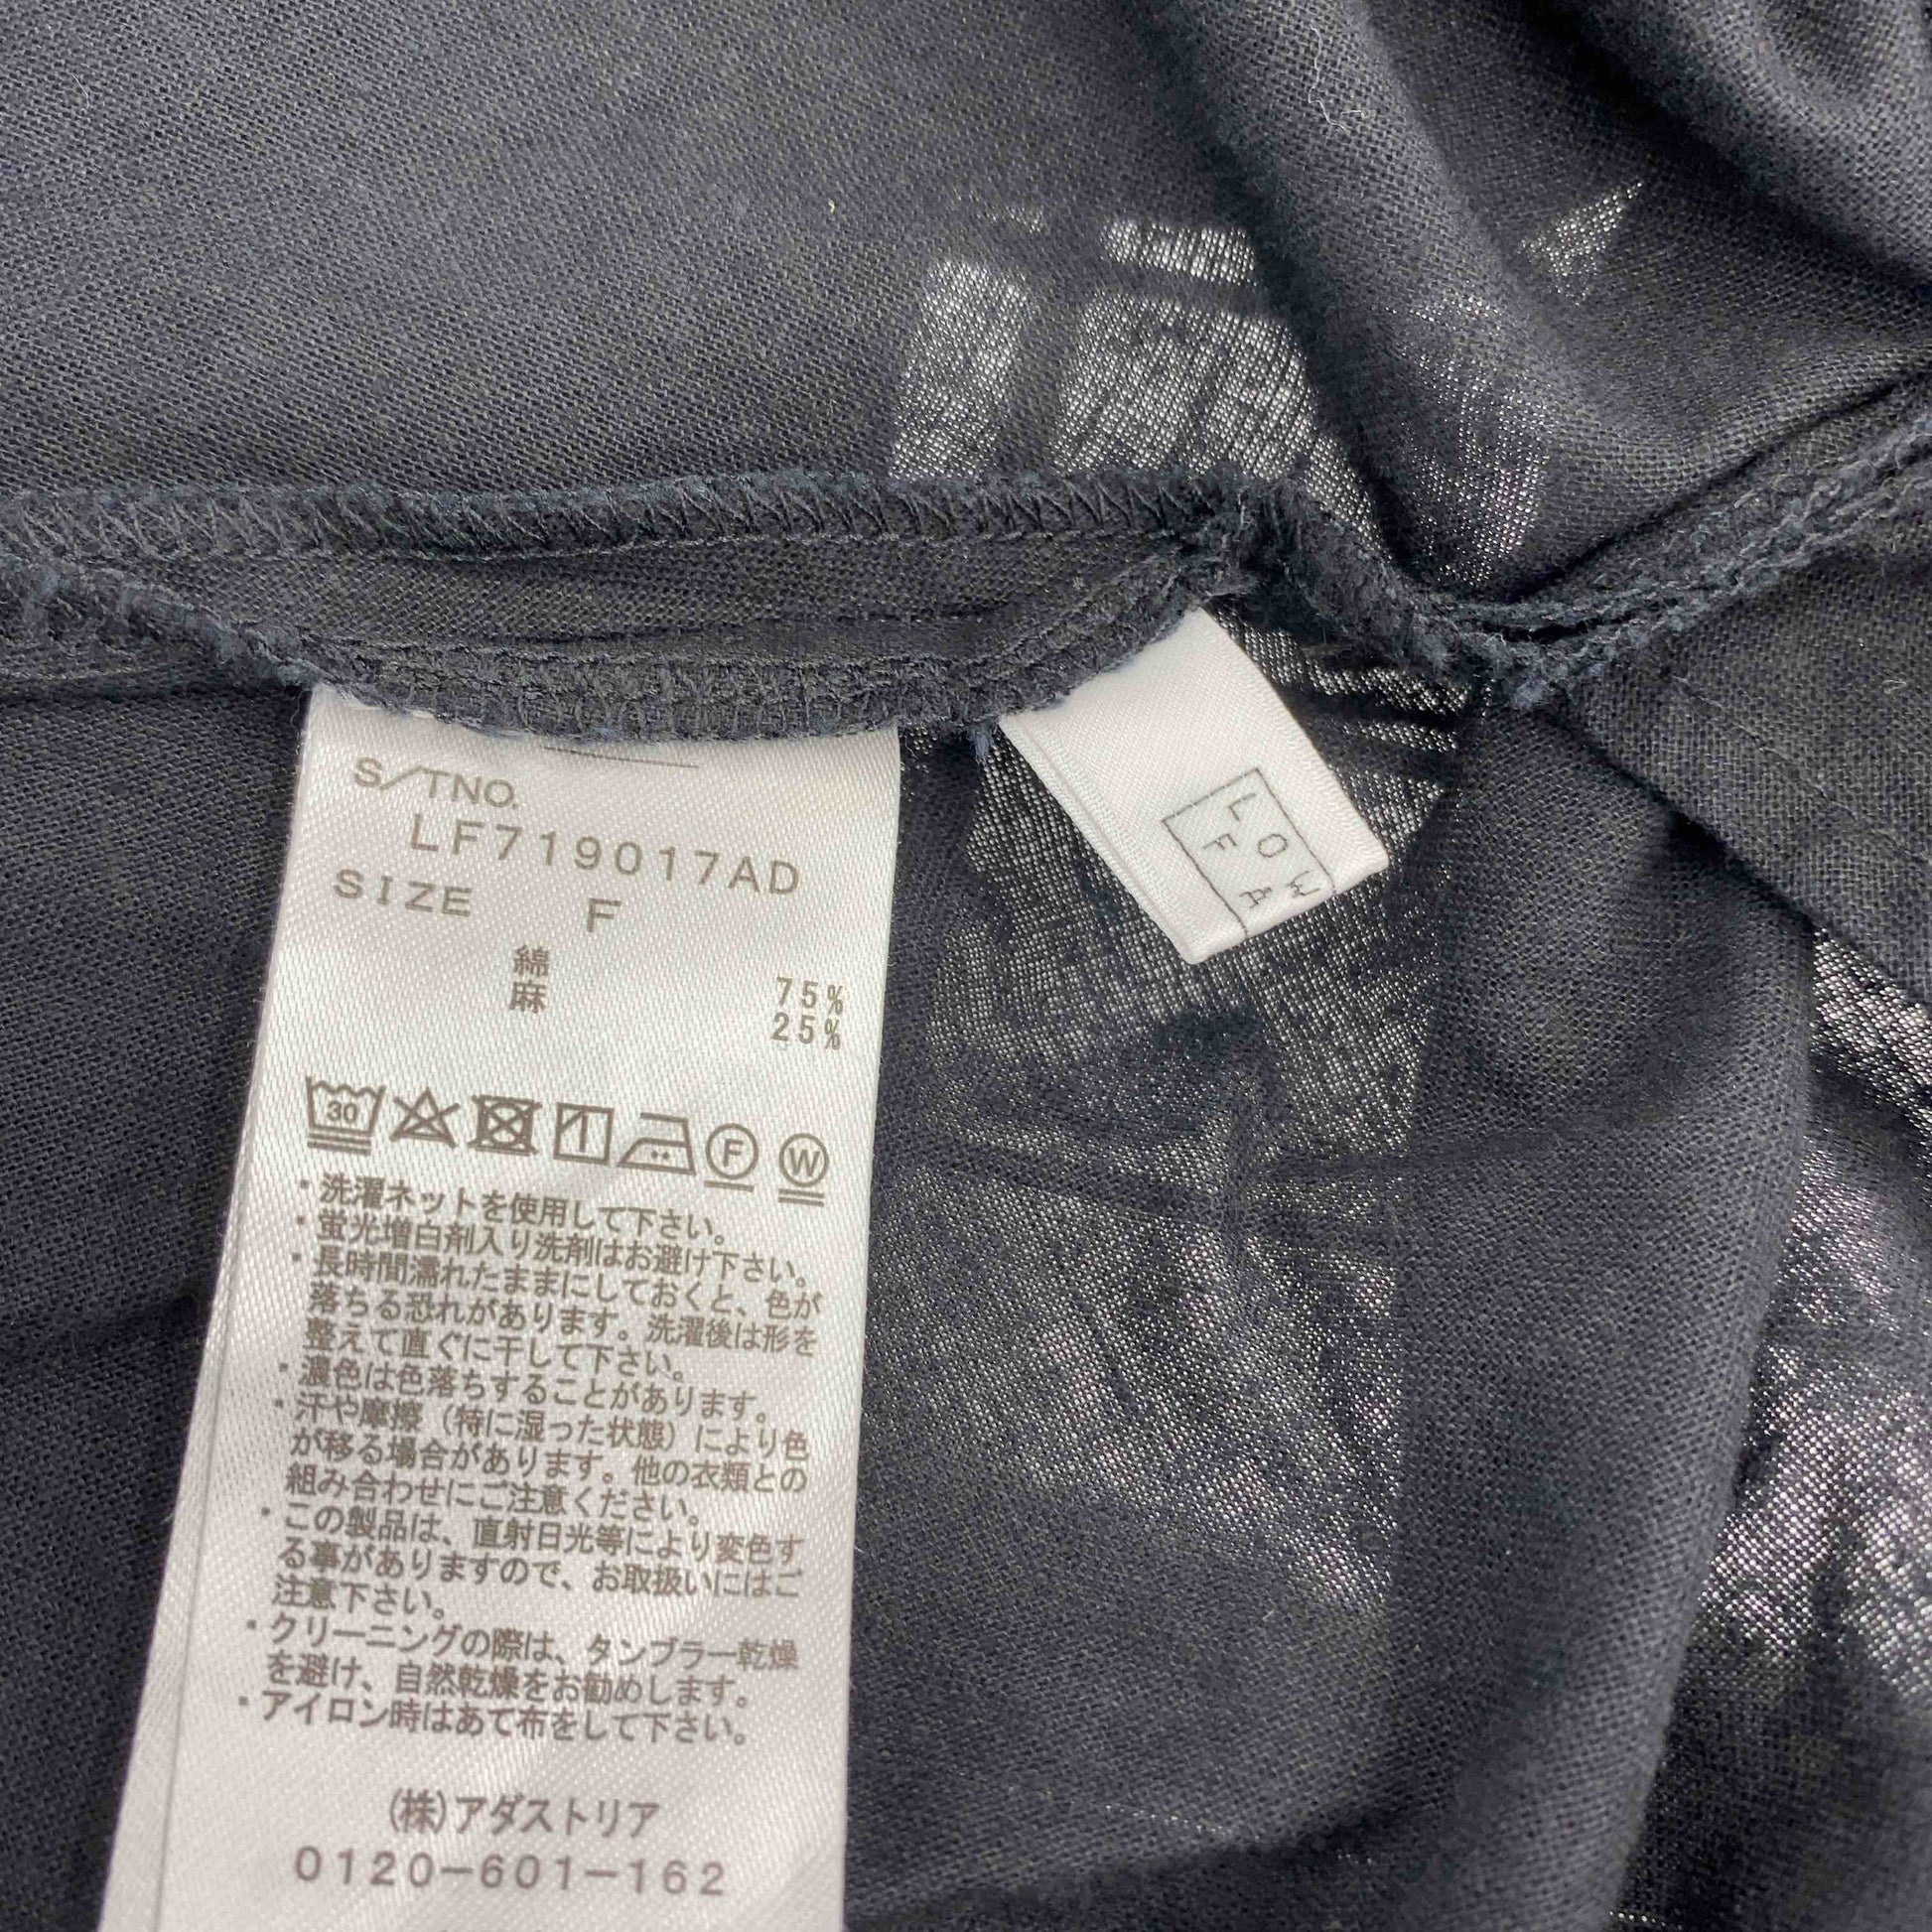 S/TNO.
LF719017AD
SIZE F
綿 75%
麻 25%
30
F W
・洗濯ネットを使用して下さい。
・蛍光増白剤入り洗剤はお避け下さい。
・長時間濡れたままにしておくと、色が
落ちる恐れがあります。洗濯後は形を
整えて直ぐに干して下さい。
・濃色は色落ちすることがあります。
・汗や摩擦（特に湿った状態）により色
が移る場合があります。他の衣類との
組み合わせにご注意ください。
・この製品は、直射日光等により変色す
る事がありますので、お取扱いにはご
注意下さい。
・クリーニングの際は、タンブラー乾燥
を避け、自然乾燥をお勧めします。
・アイロン時はあて布をして下さい。
(株)アダストリア
0120-601-162
LOW
FA